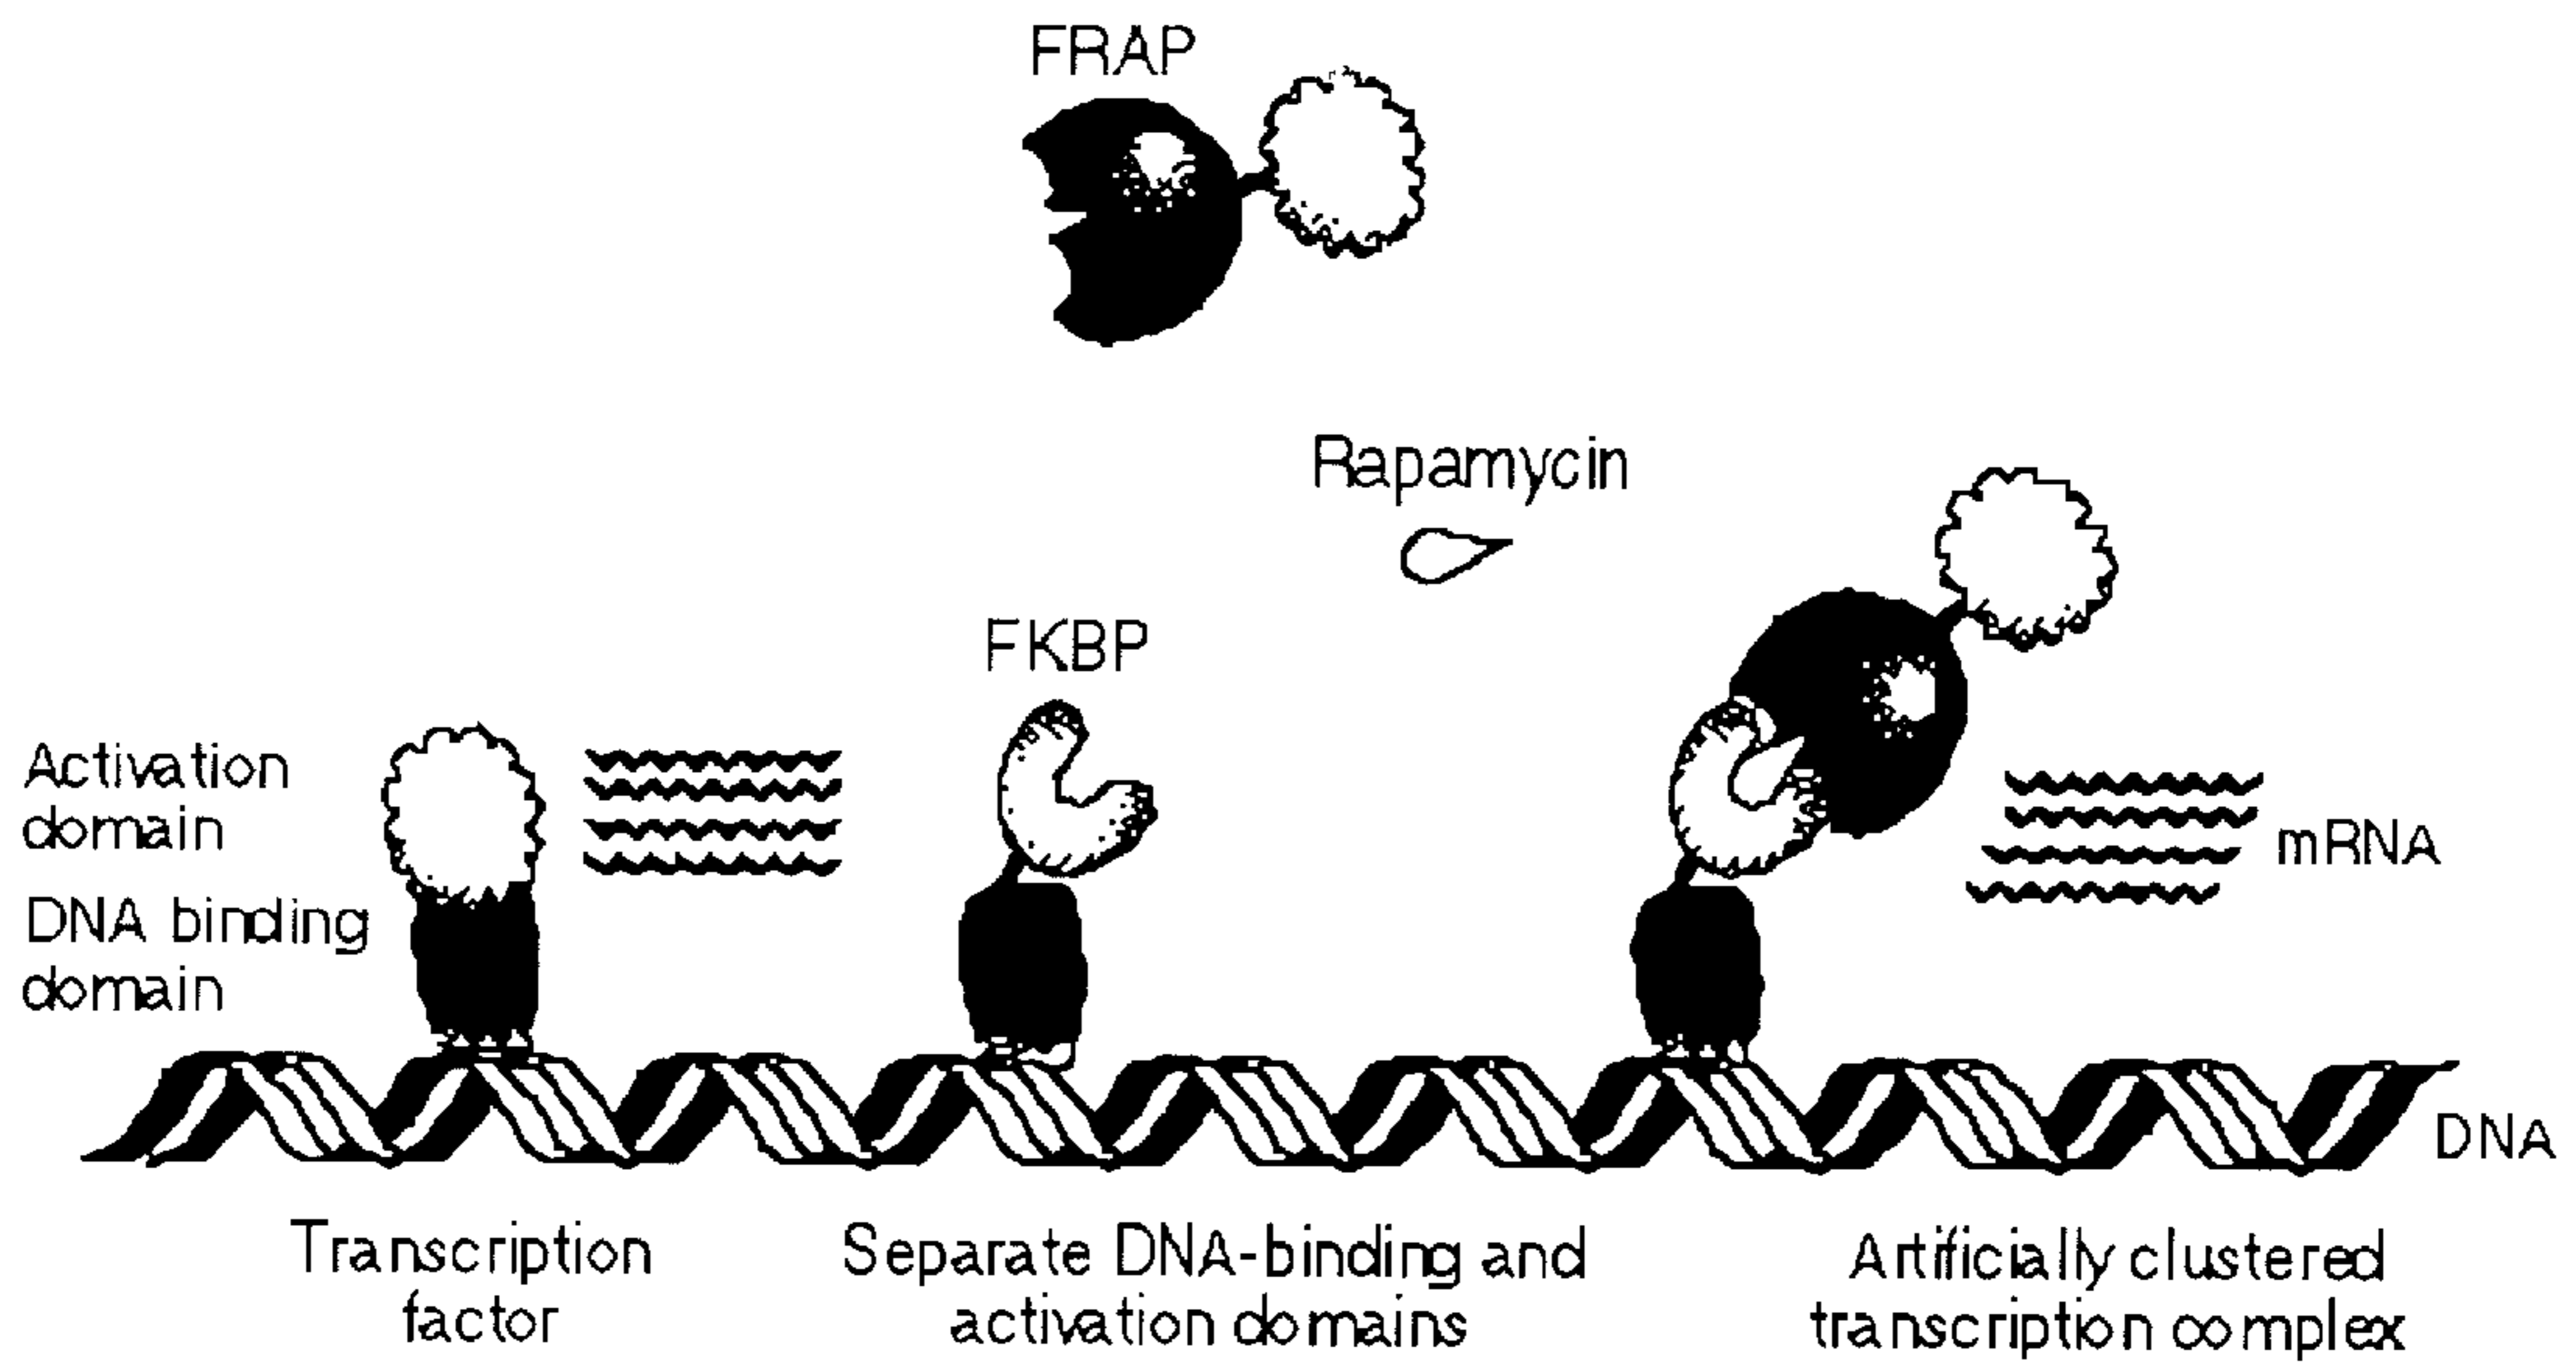 FRAP
Rapamycin
FKBP
Activation
domain
mRNA
DNA binding
domain
DNA
Transcription
factor
Separate DNA-binding and
activation domains
Artificially clustered
transcription complex